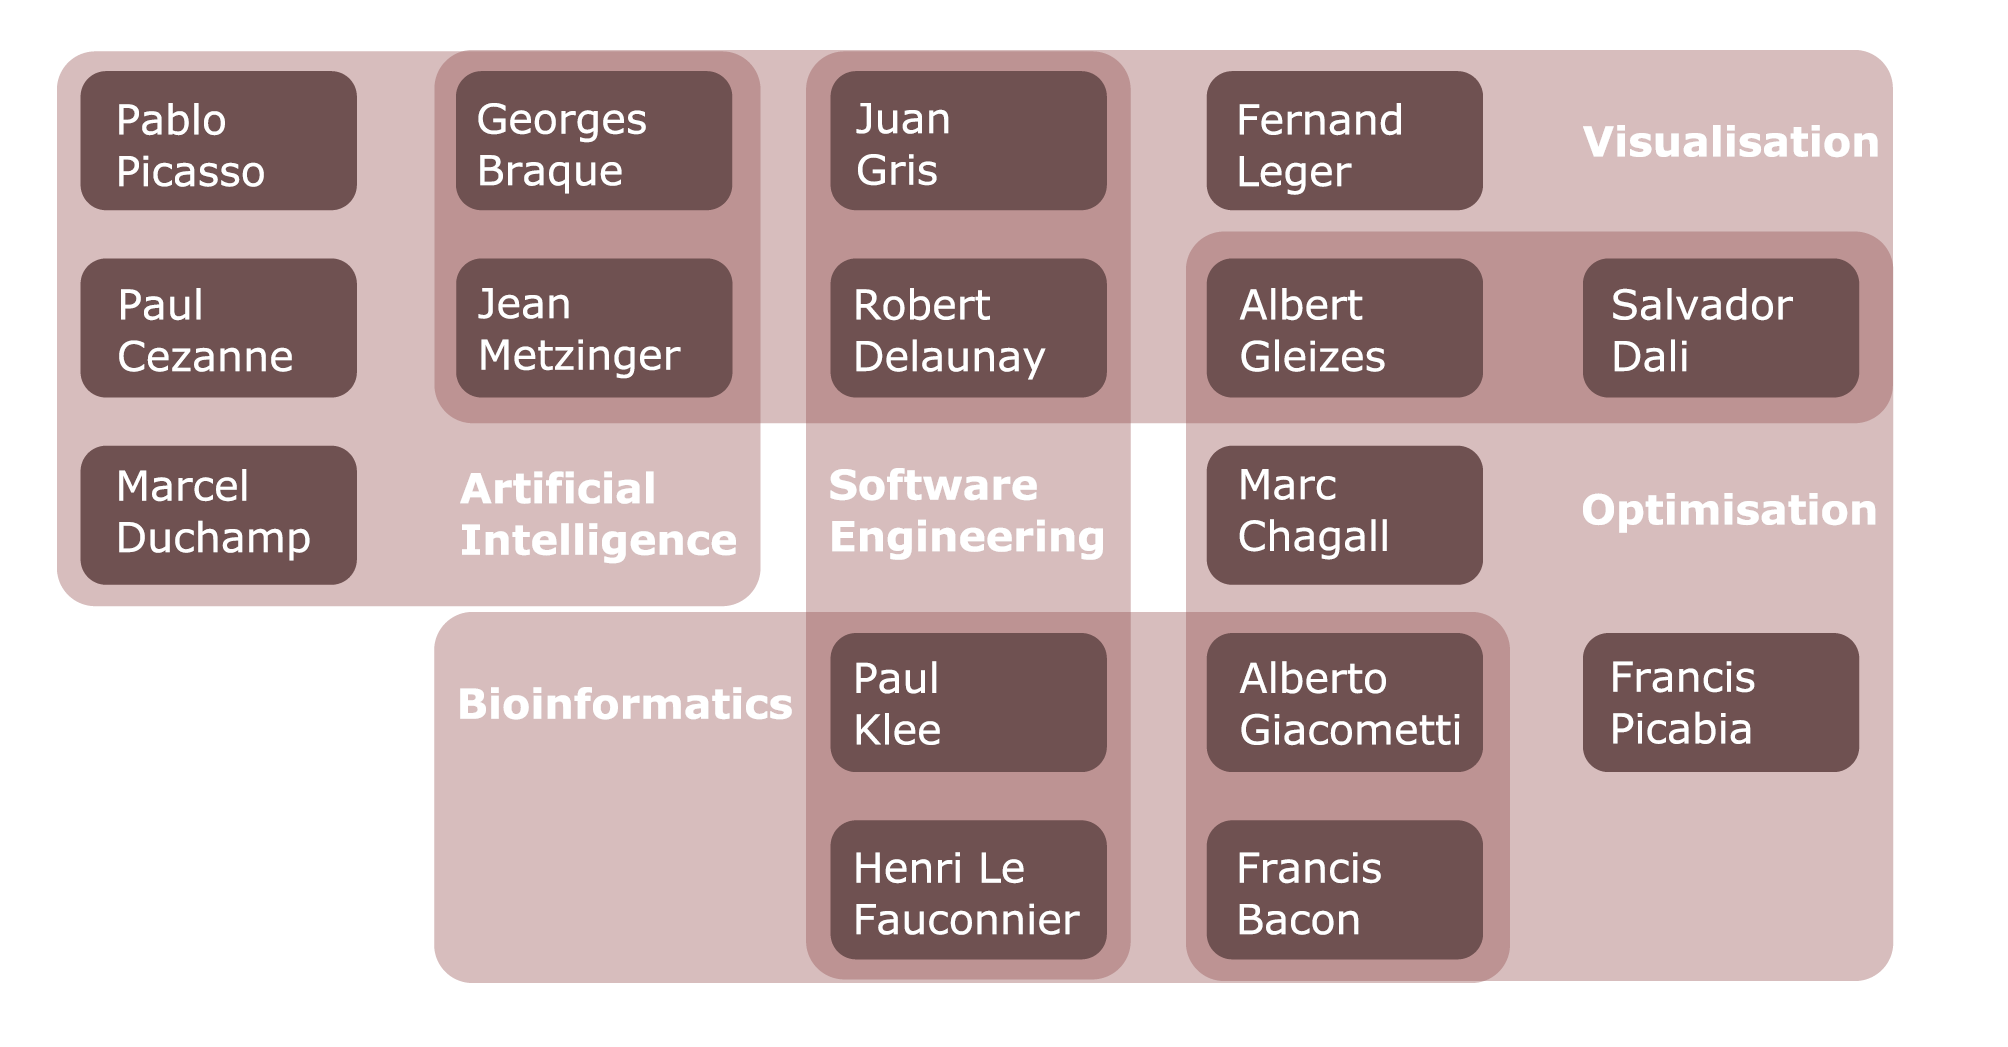 Pablo
Picasso
Georges
Braque
Juan
Gris
Fernand
Leger
Visualisation
Paul
Cezanne
Jean
Metzinger
Robert
Delaunay
Albert
Gleizes
Salvador
Dali
Marcel
Duchamp
Artificial
Intelligence
Software
Engineering
Marc
Chagall
Optimisation
Bioinformatics
Paul
Klee
Alberto
Giacometti
Francis
Picabia
Henri Le
Fauconnier
Francis
Bacon